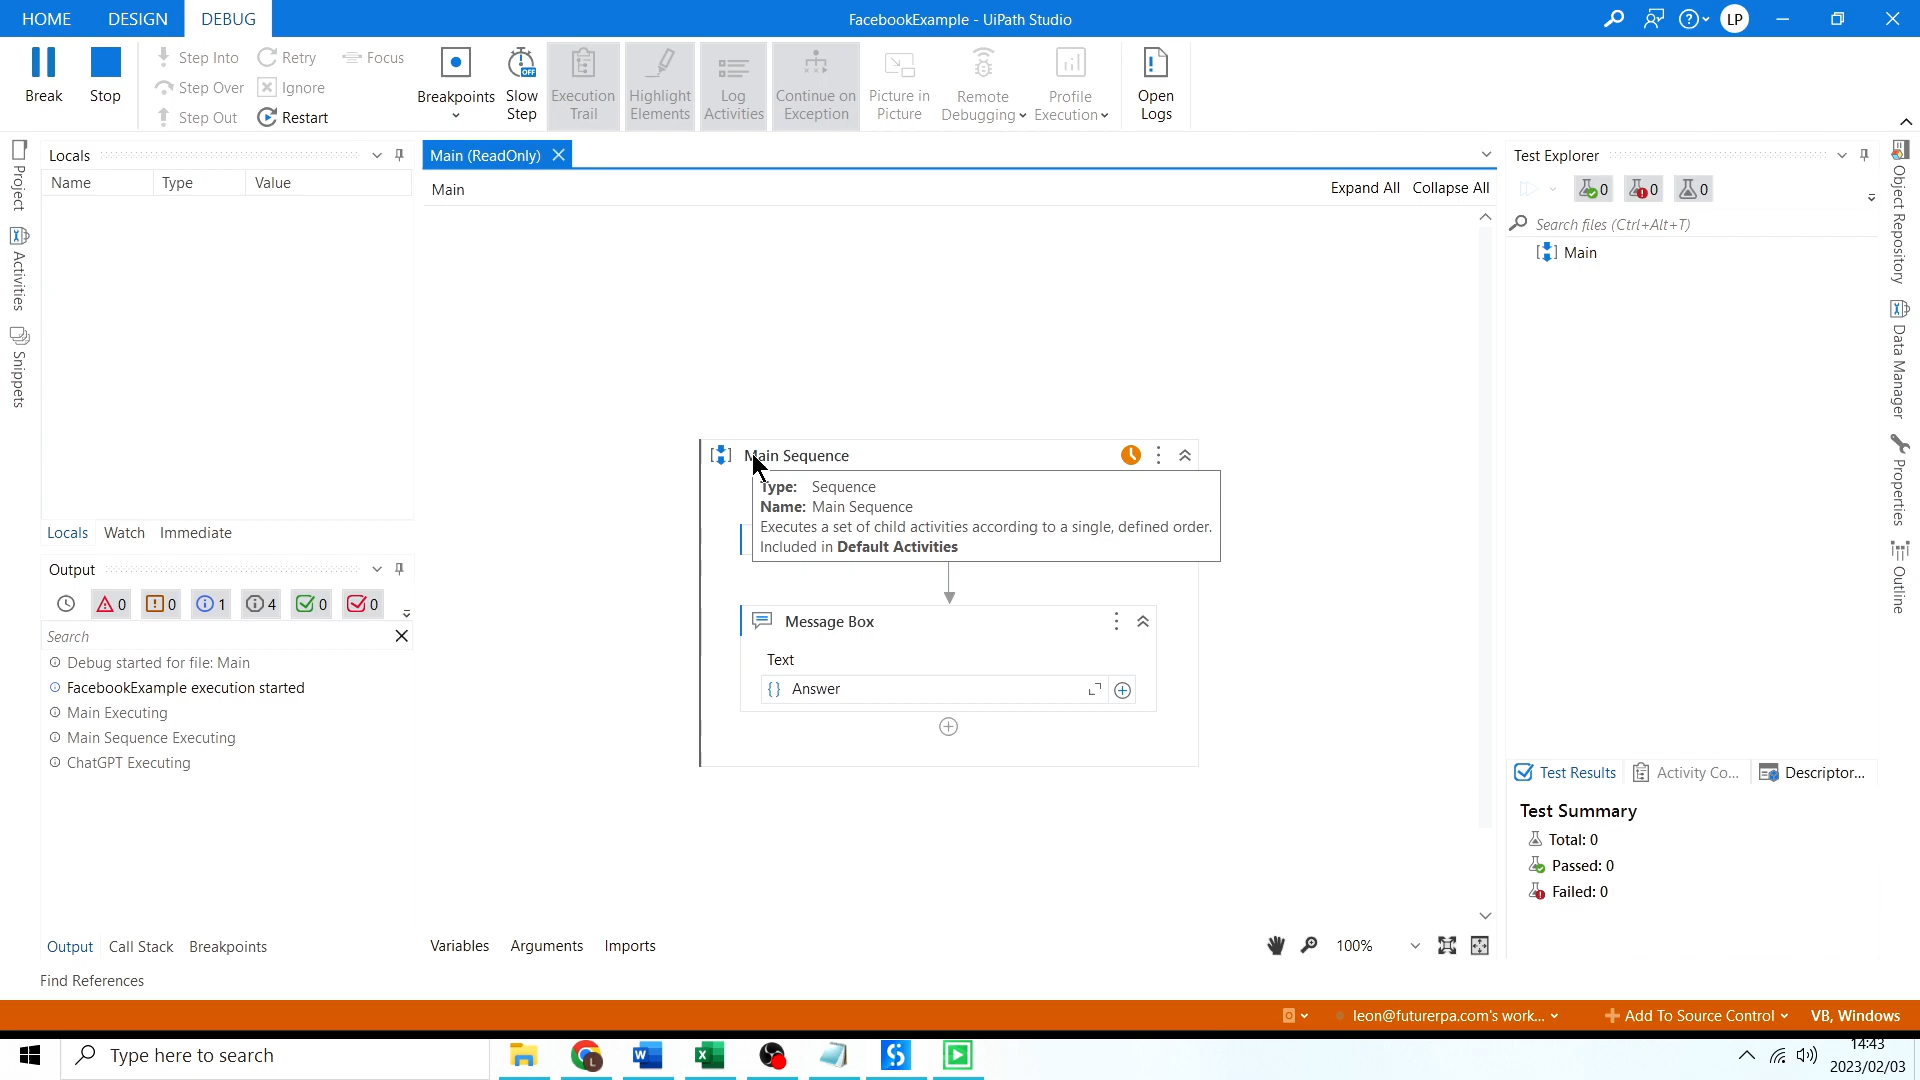 HOME DESIGN DEBUG
FacebookExample - UiPath Studio
LP
Break
Stop
Step Into
Step Over
Step Out
Retry
Ignore
Restart
Focus
Breakpoints
Slow
Step
OFF
Execution
Trail
Highlight
Elements
Log
Activities
Continue on
Exception
Picture in
Picture
Remote
Debugging
Profile
Execution
Open
Logs
Project
Activities
Snippets
Locals
Name Type Value
Locals Watch Immediate
Output
0 0 1 4 0 0
Search
Debug started for file: Main
FacebookExample execution started
Main Executing
Main Sequence Executing
ChatGPT Executing
Output Call Stack Breakpoints
Find References
Main (ReadOnly)
Main
Expand All Collapse All
Main Sequence
Type: Sequence
Name: Main Sequence
Executes a set of child activities according to a single, defined order.
Included in Default Activities
Message Box
Text
{} Answer
Variables Arguments Imports
100%
Test Explorer
0 0 0
Search files (Ctrl+Alt+T)
Main
Test Results Activity Co... Descriptor...
Test Summary
Total: 0
Passed: 0
Failed: 0
Object Repository
Data Manager
Properties
Outline
0
leon@futurerpa.com's work...
Add To Source Control
VB, Windows
Type here to search
L
14:43
2023/02/03